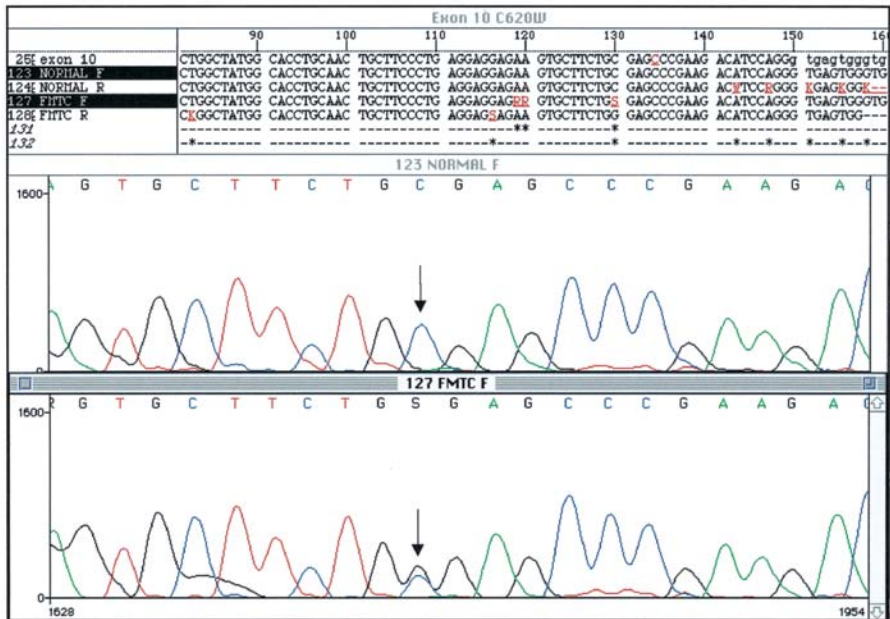 Exon 10 C620W
90 100 110 120 130 140 150 160
25[ exon 10 CTGGCTATGG CACCTGCAAC TGCTTCCCTG AGGAGGAGAA GTGCTTCTGC GAGCCCGAAG ACATCCAGGg tgagtgggtg
123 NORMAL F CTGGCTATGG CACCTGCAAC TGCTTCCCTG AGGAGGAGAA GTGCTTCTGC GAGCCCGAAG ACATCCAGGG TGAGTGGGTG
124[ NORMAL R CTGGCTATGG CACCTGCAAC TGCTTCCCTG AGGAGGAGAA GTGCTTCTGC GAGCCCGAAG ACYTCCRGGG KGAGKGGK--
127 FMTC F CTGGCTATGG CACCTGCAAC TGCTTCCCTG AGGAGGAGRR GTGCTTCTGS GAGCCCGAAG ACATCCAGGG TGAGTGGGTG
128[ FMTC R CKGGCTATGG CACCTGCAAC TGCTTCCCTG AGGAGSAGAA GTGCTTCTGC GAGCCCGAAG ACATCCAGGG TGAGTGG---
131 ---------- ---------- ---------- --------** ---------* ---------- ---------- ----------
132 -*-------- ---------- ---------- -----*---- ---------* ---------- --*---*--- *---*--*--
123 NORMAL F
1600
A G T G C T T C T G C G A G C C C G A A G A C
0
127 FMTC F
1600
R G T G C T T C T G S G A G C C C G A A G A C
0
1628 1954